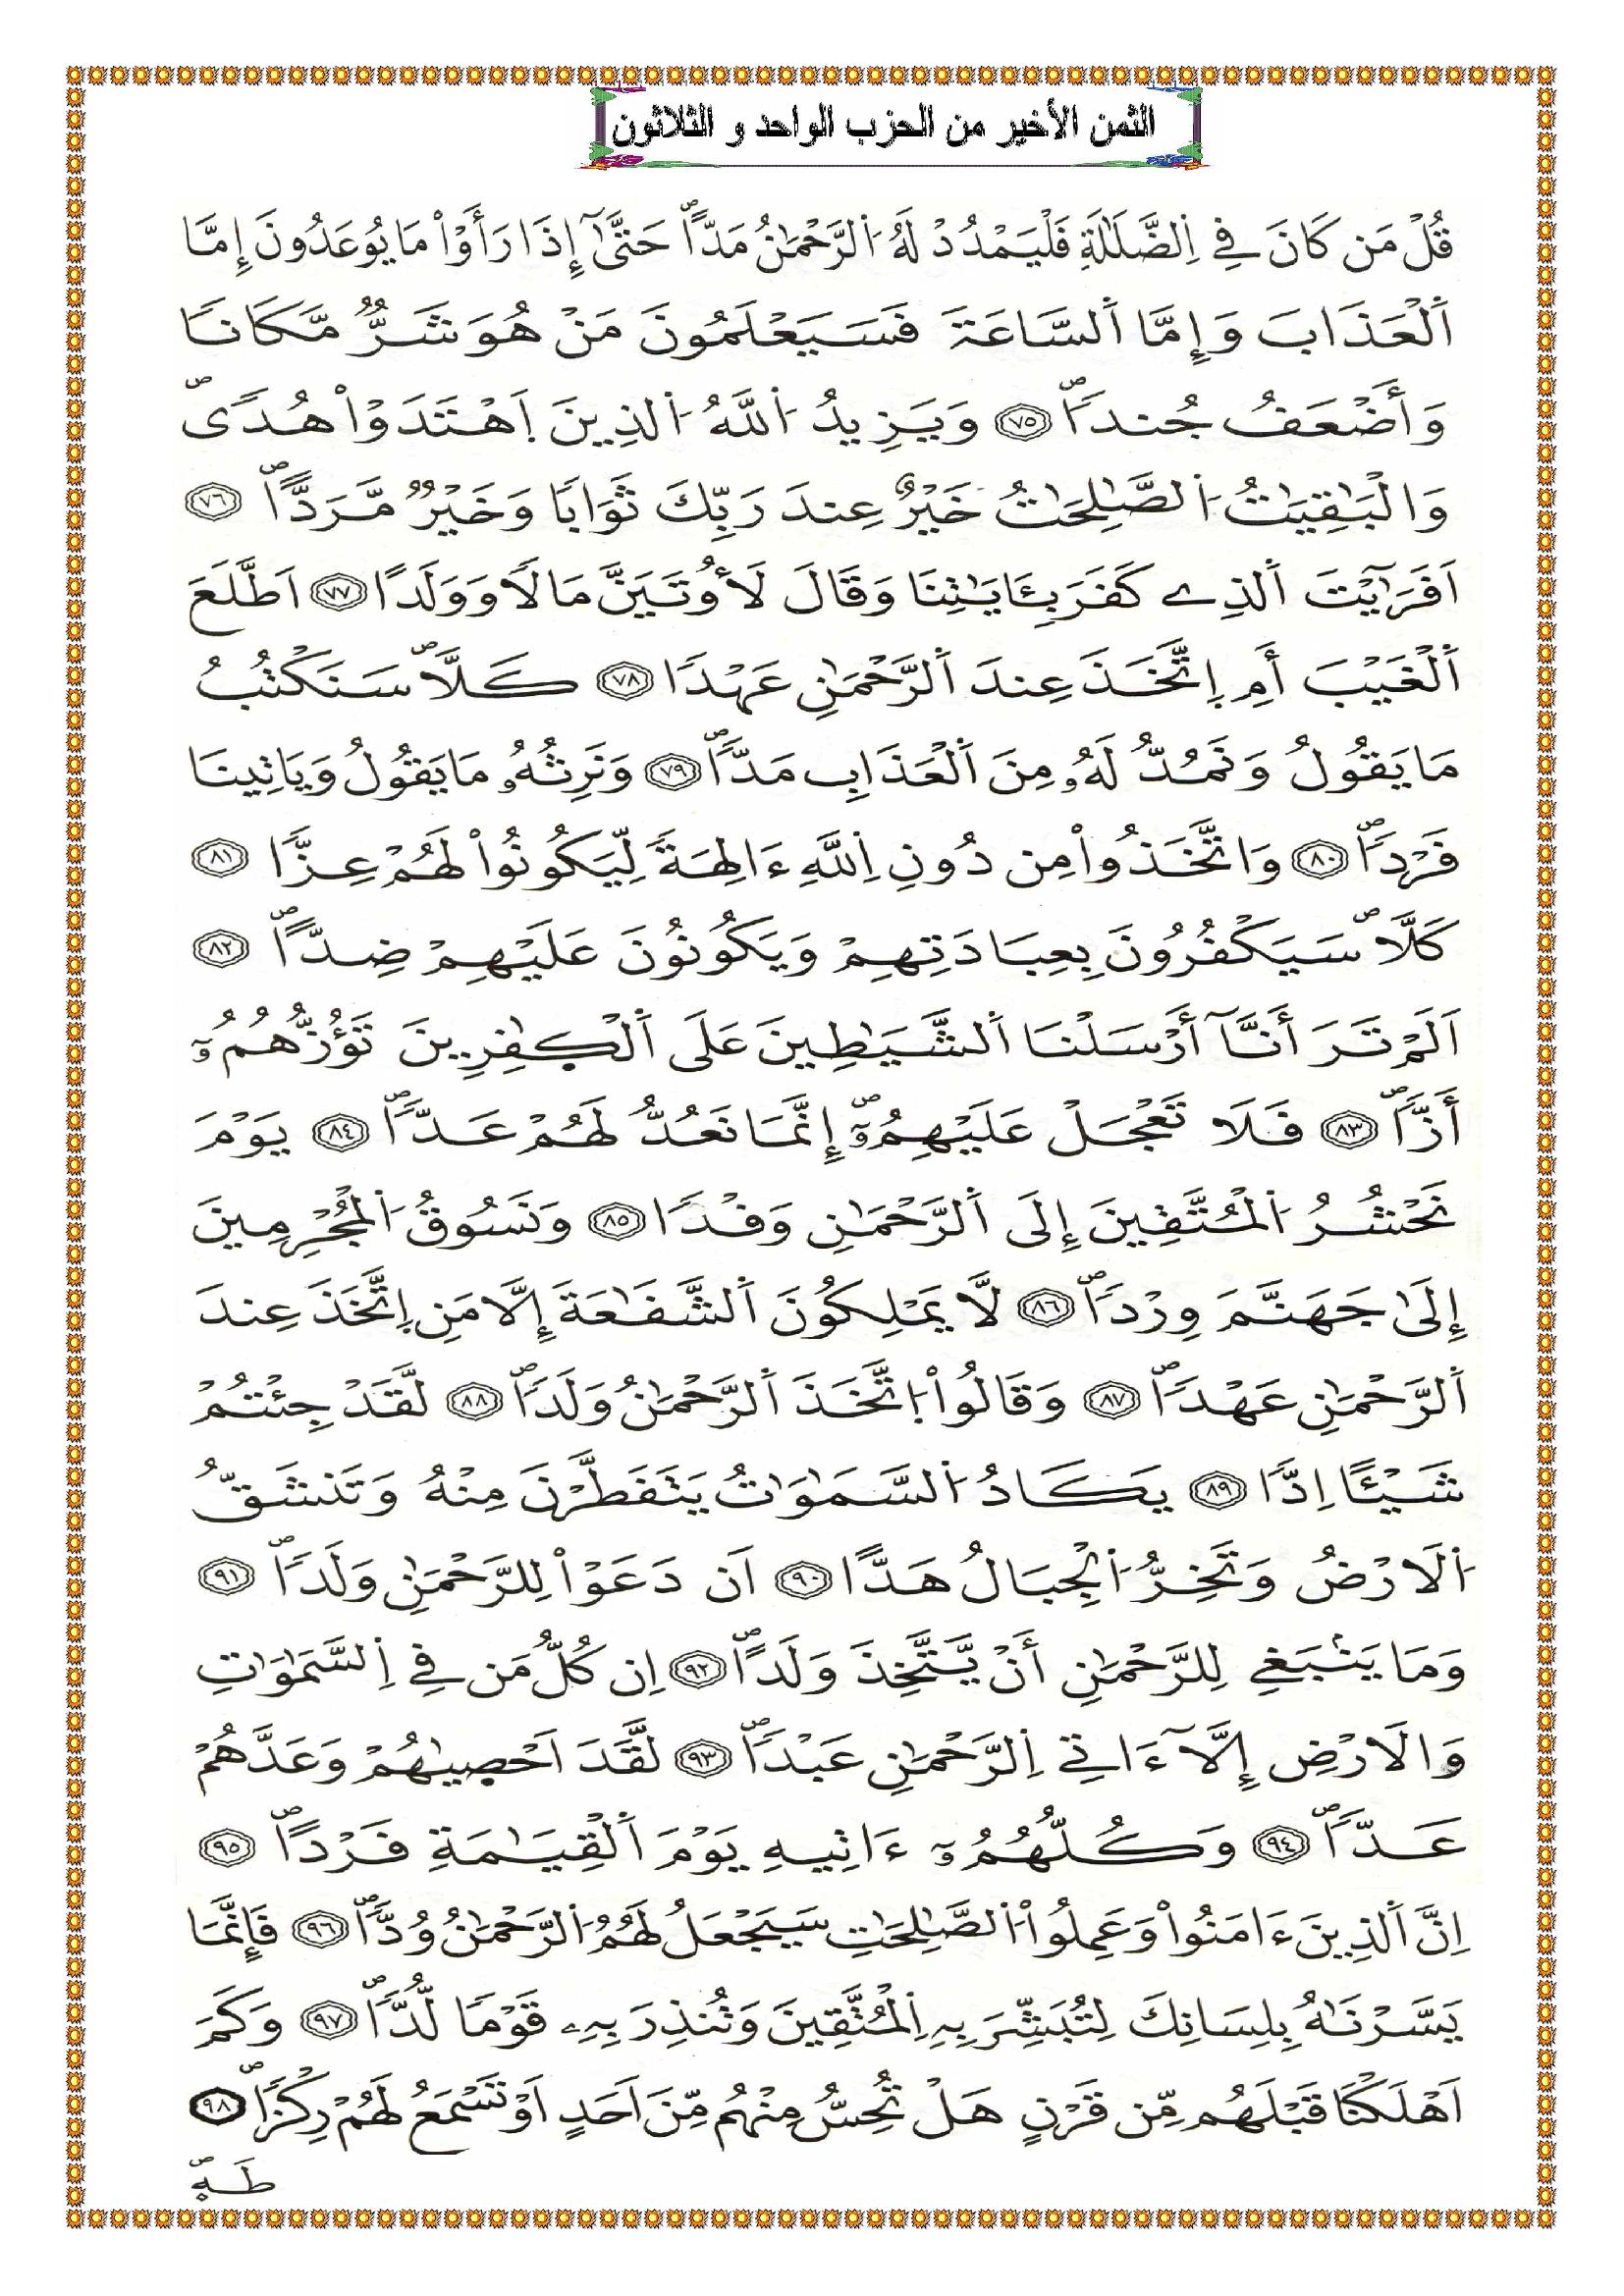 الثمن الأخير من الحزب الواحد و الثلاثون
قُلْ مَن كَانَ فِے اِ۬لضَّلَٰلَةِ فَلْيَمْدُدْ لَهُ اُ۬لرَّحْمَٰنُ مَدّاًۖ حَتَّىٰٓ إِذَا رَأَوْاْ مَا يُوعَدُونَ إِمَّا
اَ۬لْعَذَابَ وَإِمَّا اَ۬لسَّاعَةَ فَسَيَعْلَمُونَ مَنْ هُوَ شَرٌّ مَّكَاناً
وَأَضْعَفُ جُنداًۖ ٧٥ وَيَزِيدُ اُ۬للَّهُ اُ۬لذِينَ اَ۪هْتَدَوْاْ هُدىًۖ
وَالْبَٰقِيَٰتُ اُ۬لصَّٰلِحَٰتُ خَيْرٌ عِندَ رَبِّكَ ثَوَاباً وَخَيْرٌ مَّرَدّاًۖ ٧٦
اَفَرَٰٓيْتَ اَ۬لذِے كَفَرَ بِـَٔايَٰتِنَا وَقَالَ لَأُوتَيَنَّ مَالاً وَوَلَداً ٧٧ اَطَّلَعَ
اَ۬لْغَيْبَ أَمِ اِ۪تَّخَذَ عِندَ اَ۬لرَّحْمَٰنِ عَهْداً ٧٨ كَلَّاۖ سَنَكْتُبُ
مَا يَقُولُ وَنَمُدُّ لَهُۥ مِنَ اَ۬لْعَذَابِ مَدّاًۖ ٧٩ وَنَرِثُهُۥ مَا يَقُولُ وَيَاتِينَا
فَرْداًۖ ٨٠ وَاتَّخَذُواْ مِن دُونِ اِ۬للَّهِ ءَالِهَةً لِّيَكُونُواْ لَهُمْ عِزّاً ٨١
كَلَّاۖ سَيَكْفُرُونَ بِعِبَادَتِهِمْ وَيَكُونُونَ عَلَيْهِمْ ضِدّاًۖ ٨٢
اَلَمْ تَرَ أَنَّآ أَرْسَلْنَا اَ۬لشَّيَٰطِينَ عَلَى اَ۬لْكٰ۪فِرِينَ تَؤُزُّهُمُۥٓ
أَزّاًۖ ٨٣ فَلَا تَعْجَلْ عَلَيْهِمُۥٓۖ إِنَّمَا نَعُدُّ لَهُمْ عَدّاًۖ ٨٤ يَوْمَ
نَحْشُرُ اُ۬لْمُتَّقِينَ إِلَى اَ۬لرَّحْمَٰنِ وَفْداً ٨٥ وَنَسُوقُ اُ۬لْمُجْرِمِينَ
إِلَىٰ جَهَنَّمَ وِرْداًۖ ٨٦ لَّا يَمْلِكُونَ اَ۬لشَّفَٰعَةَ إِلَّا مَنِ اِ۪تَّخَذَ عِندَ
اَ۬لرَّحْمَٰنِ عَهْداًۖ ٨٧ وَقَالُواْ اُ۪تَّخَذَ اَ۬لرَّحْمَٰنُ وَلَداًۖ ٨٨ لَّقَدْ جِئْتُمْ
شَيْـٔاً اِدّاً ٨٩ يَكَادُ اُ۬لسَّمَٰوَٰتُ يَتَفَطَّرْنَ مِنْهُ وَتَنشَقُّ
اُ۬لَارْضُ وَتَخِرُّ اُ۬لْجِبَالُ هَدّاً ٩٠ اَن دَعَوْاْ لِلرَّحْمَٰنِ وَلَداًۖ ٩١
وَمَا يَنۢبَغِے لِلرَّحْمَٰنِ أَنْ يَّتَّخِذَ وَلَداًۖ ٩٢ اِن كُلُّ مَن فِے اِ۬لسَّمَٰوَٰتِ
وَالَارْضِ إِلَّآ ءَاتِے اِ۬لرَّحْمَٰنِ عَبْداًۖ ٩٣ لَّقَدَ اَحْصٜيٰهُمْ وَعَدَّهُمْ
عَدّاًۖ ٩٤ وَكُلُّهُمُۥٓ ءَاتِيهِ يَوْمَ اَ۬لْقِيَٰمَةِ فَرْداًۖ ٩٥
اِنَّ اَ۬لذِينَ ءَامَنُواْ وَعَمِلُواْ اُ۬لصَّٰلِحَٰتِ سَيَجْعَلُ لَهُمُ اُ۬لرَّحْمَٰنُ وُدّاًۖ ٩٦ فَإِنَّمَا
يَسَّرْنَٰهُ بِلِسَانِكَ لِتُبَشِّرَ بِهِ اِ۬لْمُتَّقِينَ وَتُنذِرَ بِهِۦ قَوْماً لُّدّاًۖ ٩٧ وَكَمَ
اَهْلَكْنَا قَبْلَهُم مِّن قَرْنٍ هَلْ تُحِسُّ مِنْهُم مِّنَ اَحَدٍ اَوْ تَسْمَعُ لَهُمْ رِكْزاًۖ ٩٨
طَهِۖ